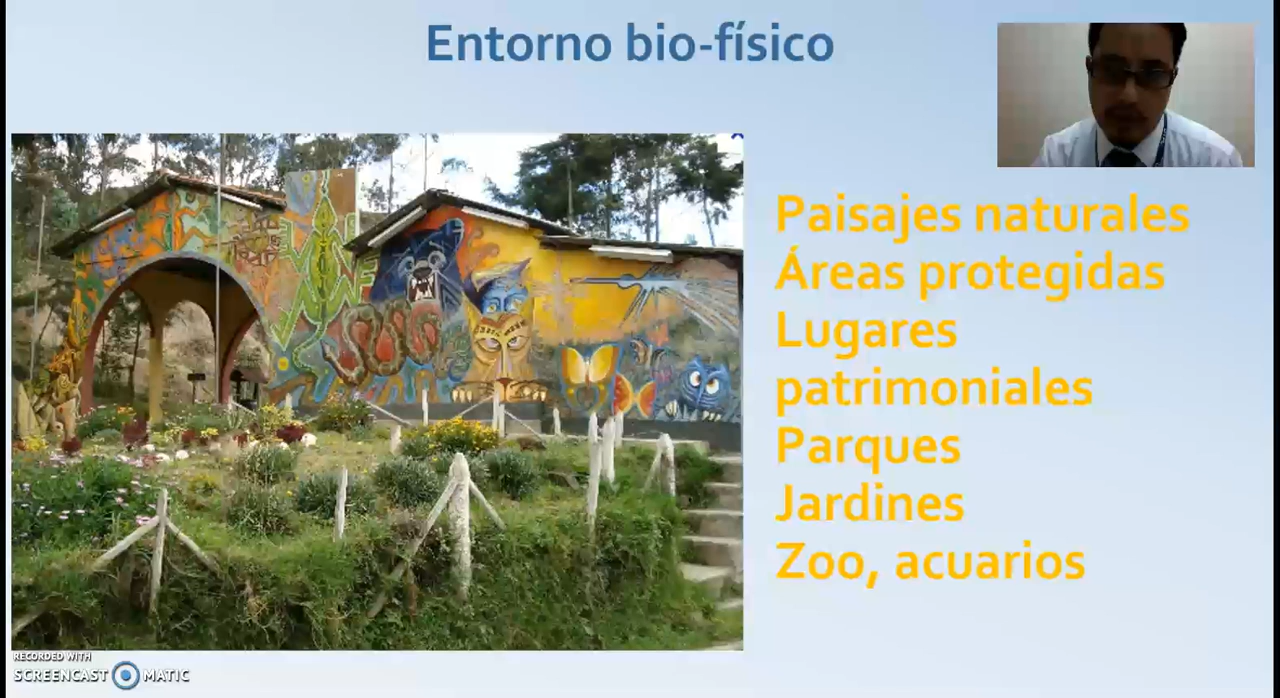 Entorno bio-físico
Paisajes naturales
Áreas protegidas
Lugares
patrimoniales
Parques
Jardines
Zoo, acuarios
RECORDED WITH
SCREENCAST MATIC